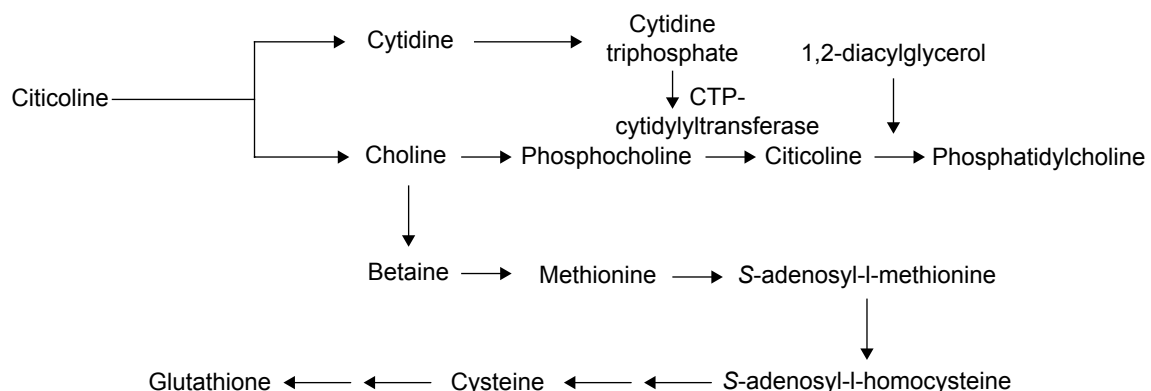 Cytidine
Cytidine
triphosphate
1,2-diacylglycerol
Citicoline
CTP-
cytidylyltransferase
Choline
Phosphocholine
Citicoline
Phosphatidylcholine
Betaine
Methionine
S-adenosyl-l-methionine
Glutathione
Cysteine
S-adenosyl-l-homocysteine